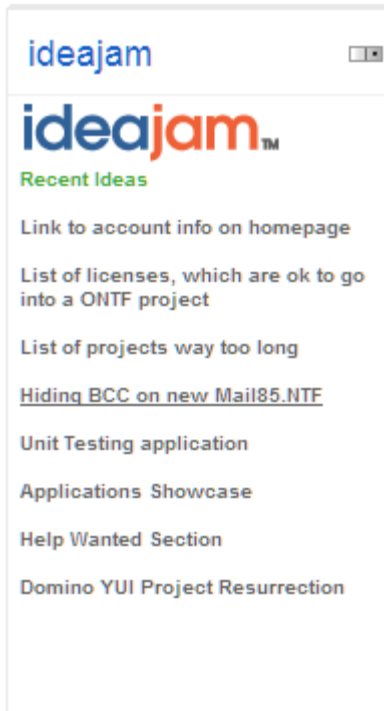 ideajam
ideajam™
Recent Ideas
Link to account info on homepage
List of licenses, which are ok to go
into a ONTF project
List of projects way too long
Hiding BCC on new Mail85.NTF
Unit Testing application
Applications Showcase
Help Wanted Section
Domino YUI Project Resurrection